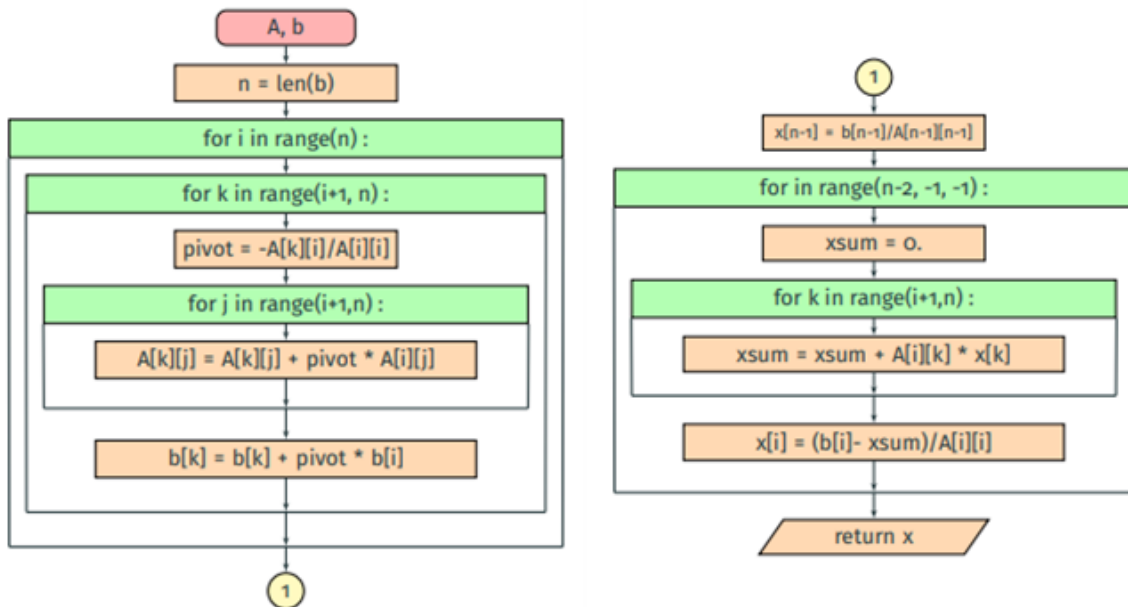 A, b
n = len(b)
for i in range(n) :
for k in range(i+1, n) :
pivot = -A[k][i]/A[i][i]
for j in range(i+1,n) :
A[k][j] = A[k][j] + pivot * A[i][j]
b[k] = b[k] + pivot * b[i]
1
1
x[n-1] = b[n-1]/A[n-1][n-1]
for in range(n-2, -1, -1) :
xsum = 0.
for k in range(i+1,n) :
xsum = xsum + A[i][k] * x[k]
x[i] = (b[i]- xsum)/A[i][i]
return x